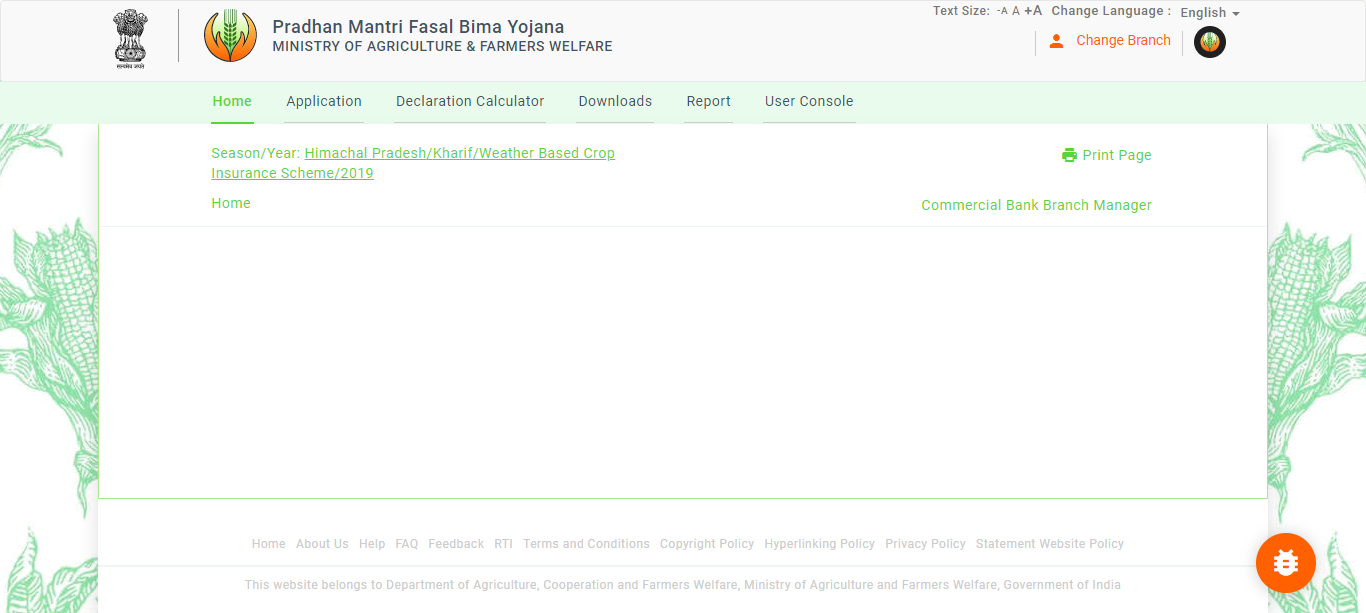 Text Size: -A A +A Change Language : English
Pradhan Mantri Fasal Bima Yojana
MINISTRY OF AGRICULTURE & FARMERS WELFARE
Change Branch
सत्यमेव जयते
Home Application Declaration Calculator Downloads Report User Console
Season/Year: Himachal Pradesh/Kharif/Weather Based Crop
Insurance Scheme/2019
Print Page
Home
Commercial Bank Branch Manager
Home About Us Help FAQ Feedback RTI Terms and Conditions Copyright Policy Hyperlinking Policy Privacy Policy Statement Website Policy
This website belongs to Department of Agriculture, Cooperation and Farmers Welfare, Ministry of Agriculture and Farmers Welfare, Government of India